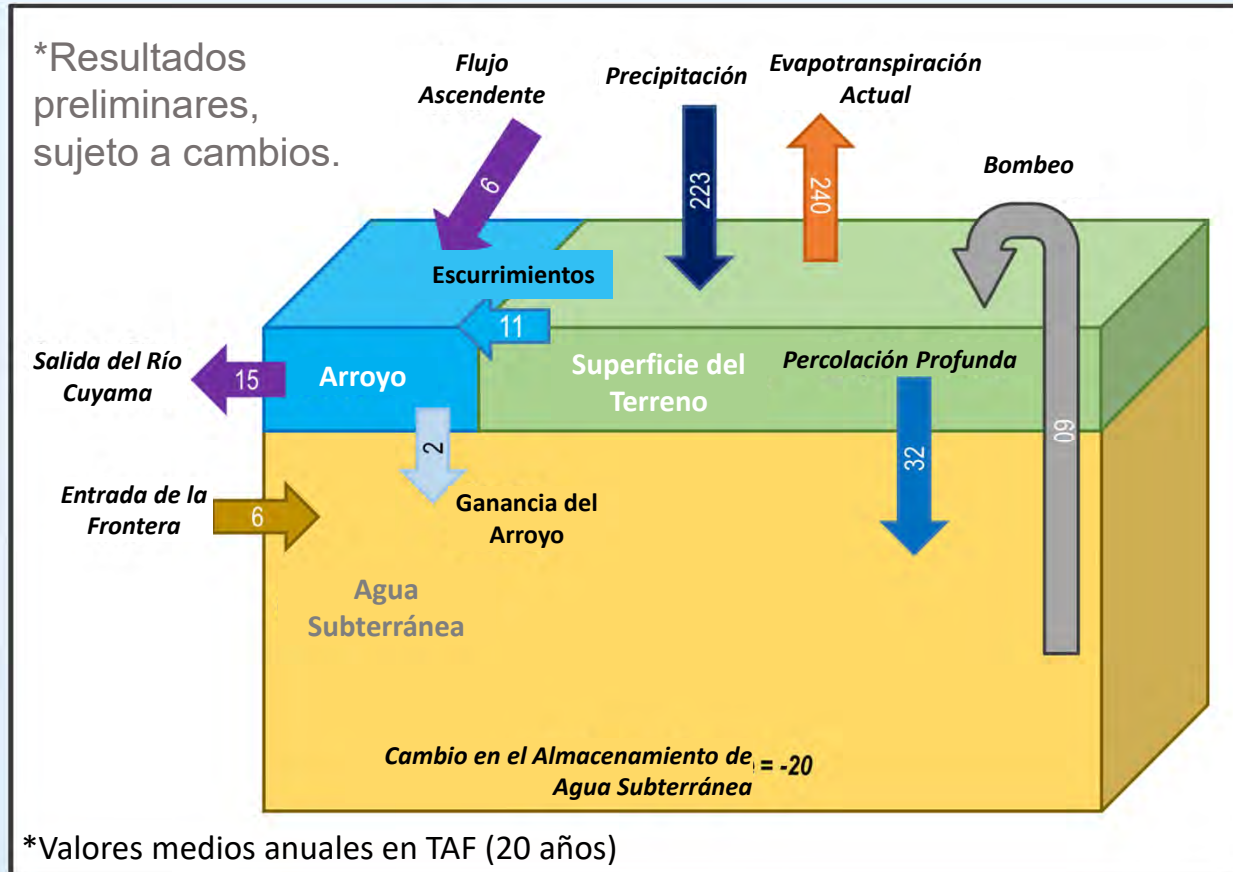 *Resultados
preliminares,
sujeto a cambios.
Flujo
Ascendente
Precipitación
Evapotranspiración
Actual
Bombeo
6
223
240
Escurrimientos
11
Salida del Río
Cuyama
15
Arroyo
Superficie del
Terreno
Percolación Profunda
2
32
60
Entrada de la
Frontera
6
Ganancia del
Arroyo
Agua
Subterránea
Cambio en el Almacenamiento de
Agua Subterránea
= -20
*Valores medios anuales en TAF (20 años)